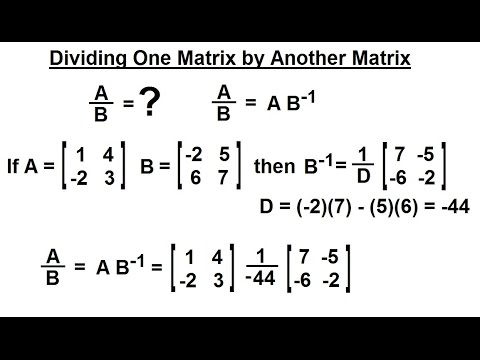 Dividing One Matrix by Another Matrix
A/B = ? A/B = A B⁻¹
If A = [1 4; -2 3] B = [-2 5; 6 7] then B⁻¹ = 1/D [7 -5; -6 -2]
D = (-2)(7) - (5)(6) = -44
A/B = A B⁻¹ = [1 4; -2 3] 1/-44 [7 -5; -6 -2]